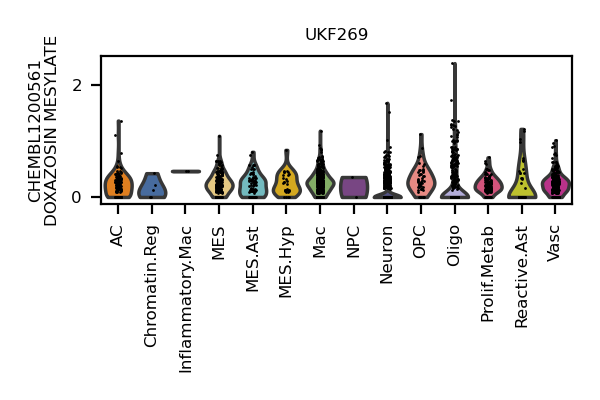 UKF269
CHEMBL1200561
DOXAZOSIN MESYLATE
2
0
AC
Chromatin.Reg
Inflammatory.Mac
MES
MES.Ast
MES.Hyp
Mac
NPC
Neuron
OPC
Oligo
Prolif.Metab
Reactive.Ast
Vasc